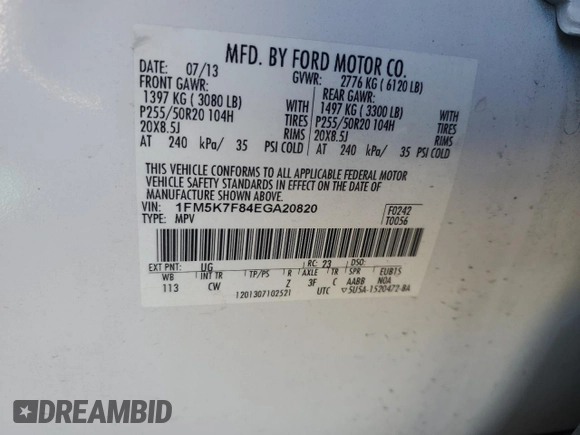 MFD. BY FORD MOTOR CO.
DATE: 07/13 GVWR: 2776 KG ( 6120 LB)
FRONT GAWR: REAR GAWR:
1397 KG ( 3080 LB) WITH 1497 KG ( 3300 LB) WITH
P255/50R20 104H TIRES P255/50R20 104H TIRES
20X8.5J RIMS 20X8.5J RIMS
AT 240 kPa/ 35 PSI COLD AT 240 kPa/ 35 PSI COLD
THIS VEHICLE CONFORMS TO ALL APPLICABLE FEDERAL MOTOR
VEHICLE SAFETY STANDARDS IN EFFECT ON THE DATE OF
MANUFACTURE SHOWN ABOVE.
VIN: 1FM5K7F84EGA20820 F0242
TYPE: MPV T0056
EXT PNT: UG RC: 23 DSO:
WB INT TR TP/PS R AXLE TR SPR EUB15
113 CW Z 3F C AABB NOA
1201307102521 UTC ▽5USA-1520472-BA
DREAMBID